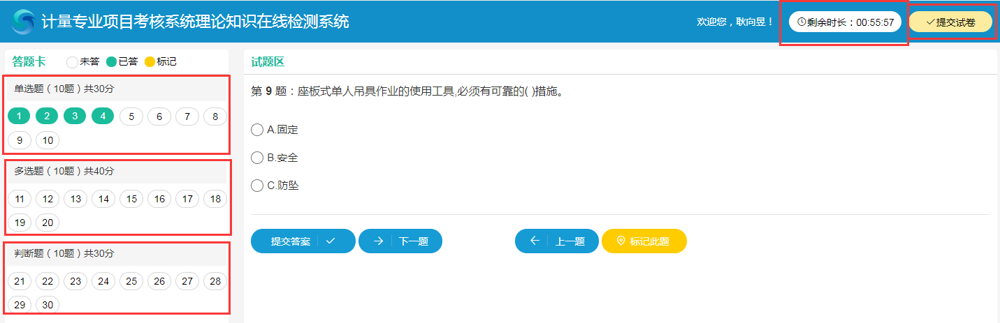 计量专业项目考核系统理论知识在线检测系统
欢迎您，耿向昱！
剩余时长：00:55:57
提交试卷
答题卡 未答 已答 标记
单选题（10题）共30分
1 2 3 4 5 6 7 8
9 10
多选题（10题）共40分
11 12 13 14 15 16 17 18
19 20
判断题（10题）共30分
21 22 23 24 25 26 27 28
29 30
试题区
第 9 题：座板式单人吊具作业的使用工具,必须有可靠的( )措施。
A.固定
B.安全
C.防坠
提交答案 下一题 上一题 标记此题